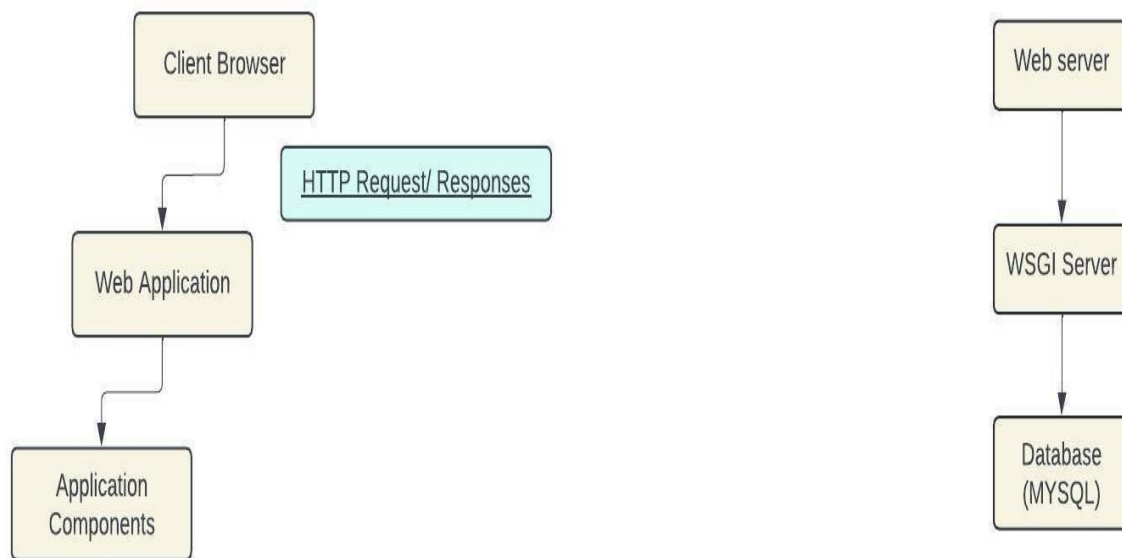 Client Browser
HTTP Request/ Responses
Web Application
Application
Components
Web server
WSGI Server
Database
(MYSQL)